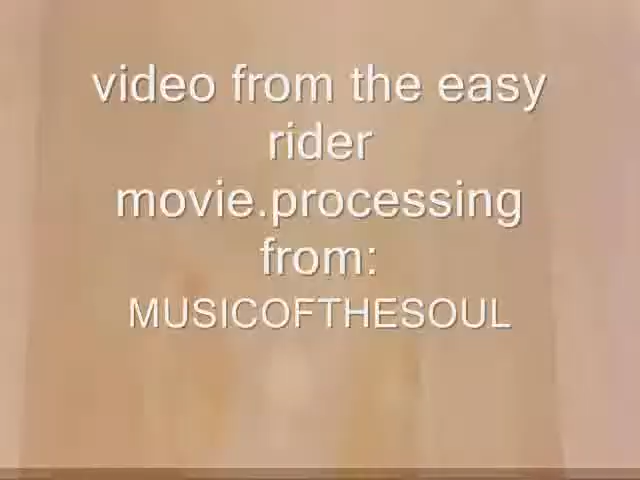 video from the easy
rider
movie.processing
from:
MUSICOFTHESOUL